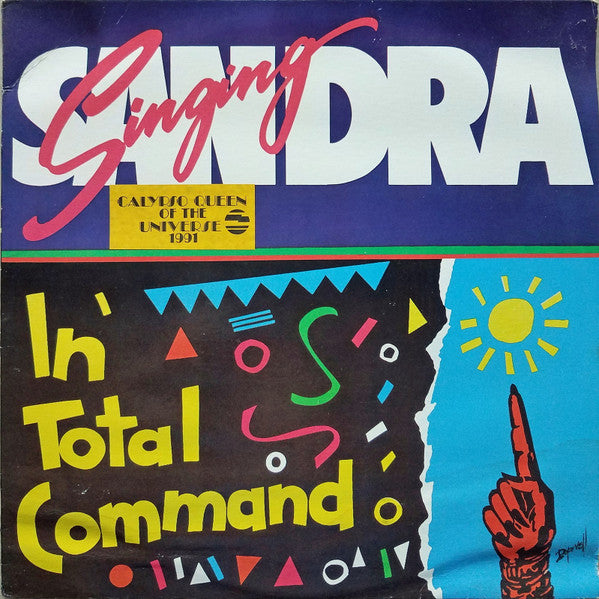 Singing
SANDRA
CALYPSO QUEEN
OF THE
UNIVERSE
1991
In
Total
Command